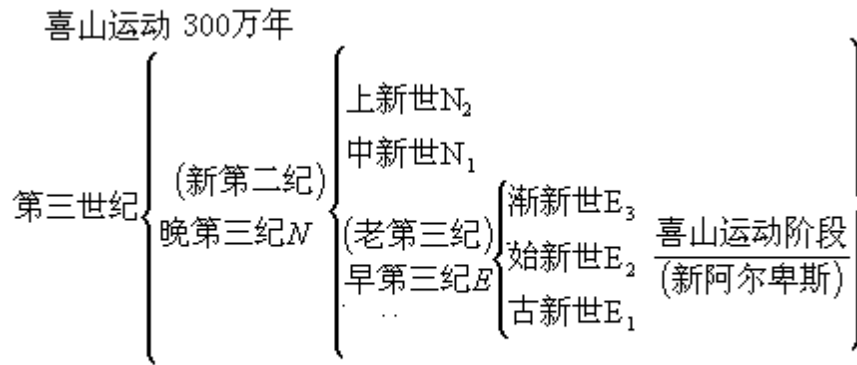 喜山运动 300万年
上新世N₂
中新世N₁
(新第二纪)
第三世纪
晚第三纪N
(老第三纪)
早第三纪E
渐新世E₃
始新世E₂
古新世E₁
喜山运动阶段
(新阿尔卑斯)